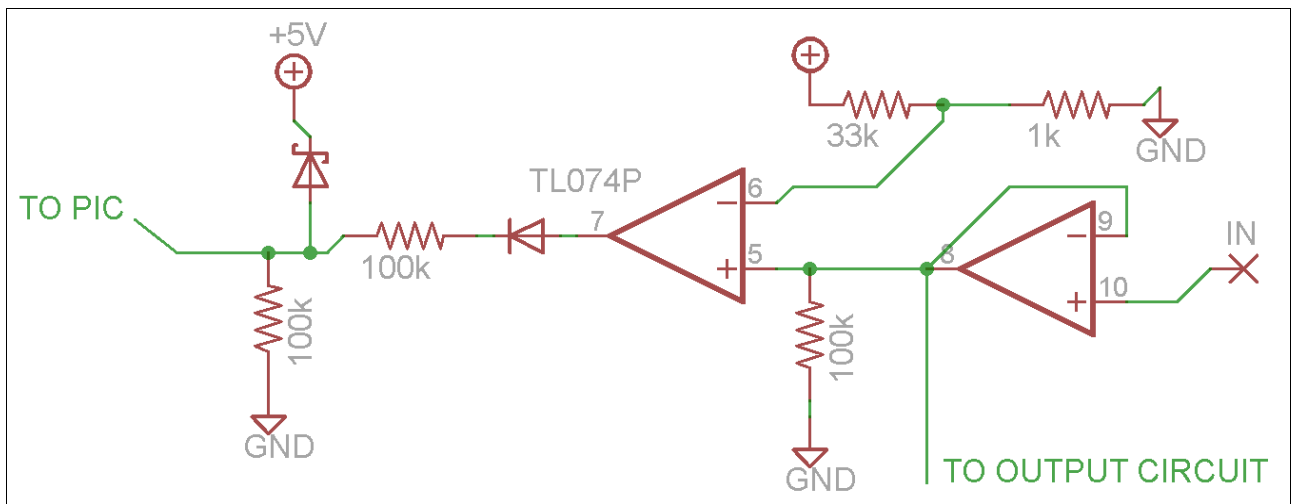 +5V
33k
1k
GND
TL074P
TO PIC
6
7
100k
5
9
8
IN
10
100k
100k
GND
GND
TO OUTPUT CIRCUIT